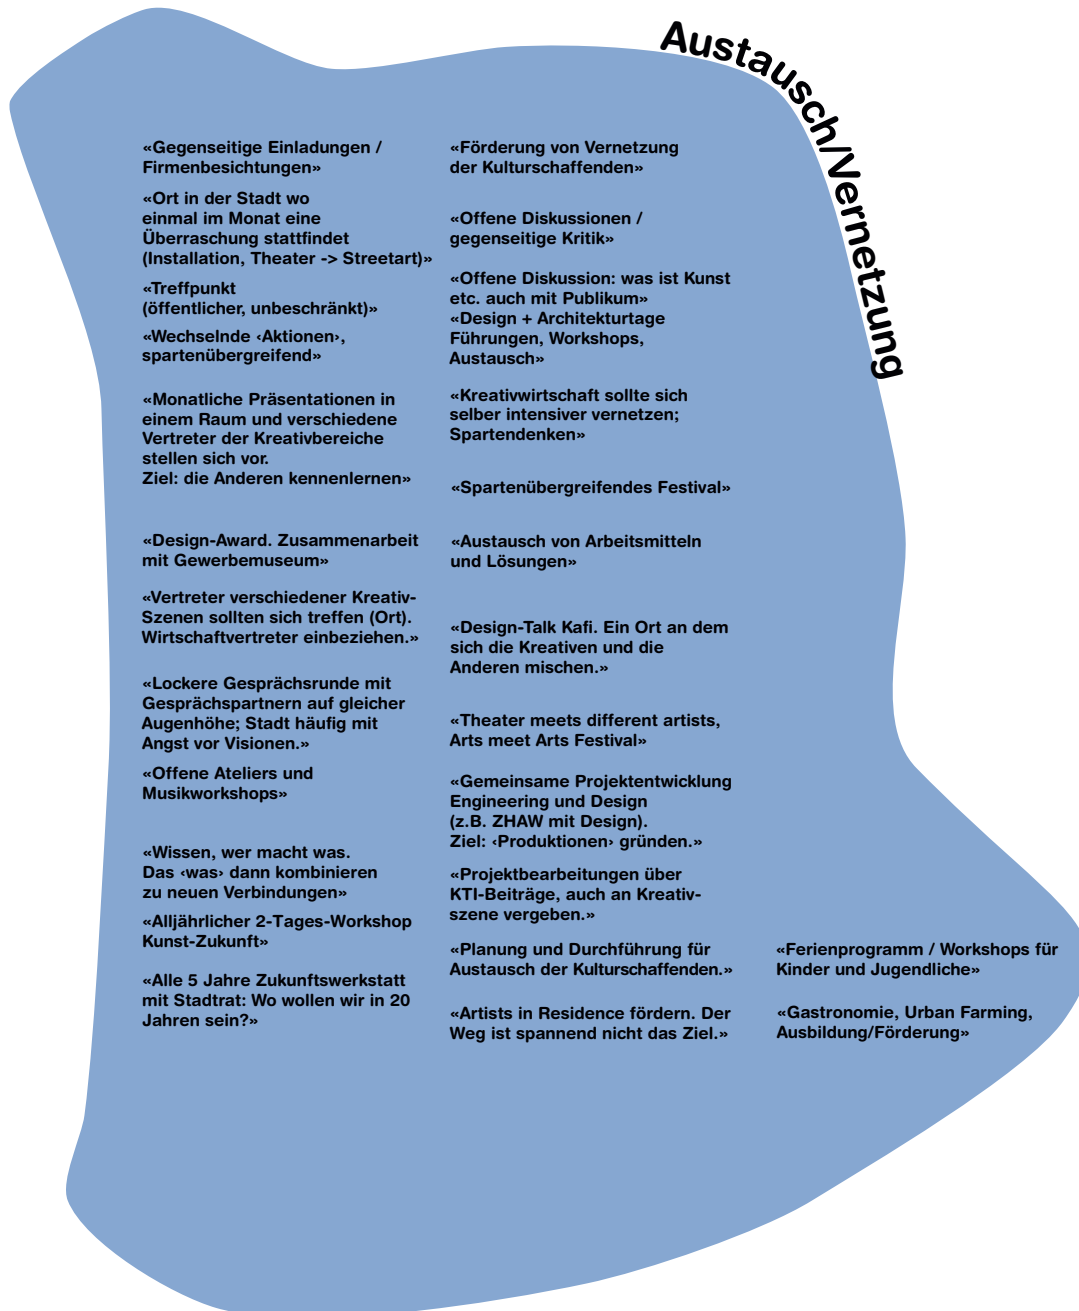 Austausch/Vernetzung
«Gegenseitige Einladungen /
Firmenbesichtungen»
«Ort in der Stadt wo
einmal im Monat eine
Überraschung stattfindet
(Installation, Theater -> Streetart)»
«Treffpunkt
(öffentlicher, unbeschränkt)»
«Wechselnde ‹Aktionen›,
spartenübergreifend»
«Monatliche Präsentationen in
einem Raum und verschiedene
Vertreter der Kreativbereiche
stellen sich vor.
Ziel: die Anderen kennenlernen»
«Design-Award. Zusammenarbeit
mit Gewerbemuseum»
«Vertreter verschiedener Kreativ-
Szenen sollten sich treffen (Ort).
Wirtschaftvertreter einbeziehen.»
«Lockere Gesprächsrunde mit
Gesprächspartnern auf gleicher
Augenhöhe; Stadt häufig mit
Angst vor Visionen.»
«Offene Ateliers und
Musikworkshops»
«Wissen, wer macht was.
Das ‹was› dann kombinieren
zu neuen Verbindungen»
«Alljährlicher 2-Tages-Workshop
Kunst-Zukunft»
«Alle 5 Jahre Zukunftswerkstatt
mit Stadtrat: Wo wollen wir in 20
Jahren sein?»
«Förderung von Vernetzung
der Kulturschaffenden»
«Offene Diskussionen /
gegenseitige Kritik»
«Offene Diskussion: was ist Kunst
etc. auch mit Publikum»
«Design + Architekturtage
Führungen, Workshops,
Austausch»
«Kreativwirtschaft sollte sich
selber intensiver vernetzen;
Spartendenken»
«Spartenübergreifendes Festival»
«Austausch von Arbeitsmitteln
und Lösungen»
«Design-Talk Kafi. Ein Ort an dem
sich die Kreativen und die
Anderen mischen.»
«Theater meets different artists,
Arts meet Arts Festival»
«Gemeinsame Projektentwicklung
Engineering und Design
(z.B. ZHAW mit Design).
Ziel: ‹Produktionen› gründen.»
«Projektbearbeitungen über
KTI-Beiträge, auch an Kreativ-
szene vergeben.»
«Planung und Durchführung für
Austausch der Kulturschaffenden.»
«Artists in Residence fördern. Der
Weg ist spannend nicht das Ziel.»
«Ferienprogramm / Workshops für
Kinder und Jugendliche»
«Gastronomie, Urban Farming,
Ausbildung/Förderung»